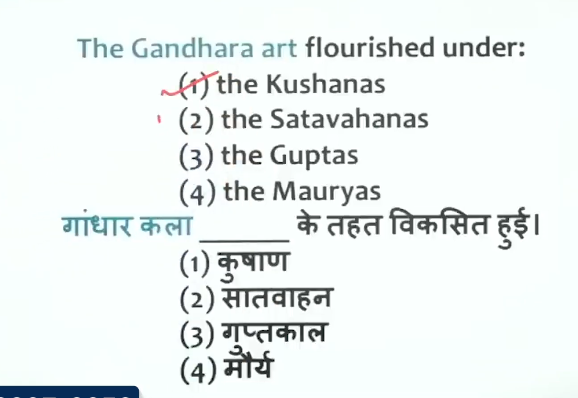 The Gandhara art flourished under:
(1) the Kushanas
(2) the Satavahanas
(3) the Guptas
(4) the Mauryas
गांधार कला ______ के तहत विकसित हुई।
(1) कुषाण
(2) सातवाहन
(3) गुप्तकाल
(4) मौर्य